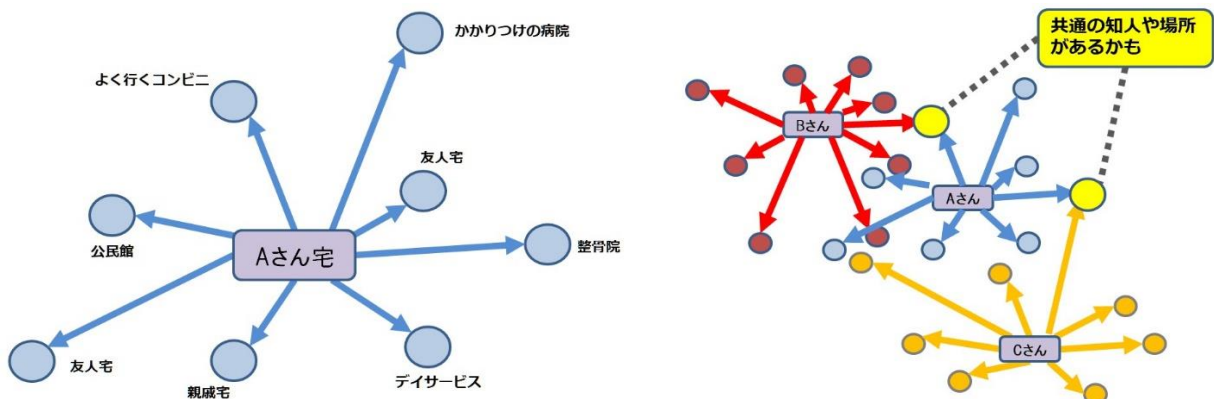 かかりつけの病院
よく行くコンビニ
友人宅
公民館
Aさん宅
整骨院
友人宅
親戚宅
デイサービス
共通の知人や場所
があるかも
Bさん
Aさん
Cさん